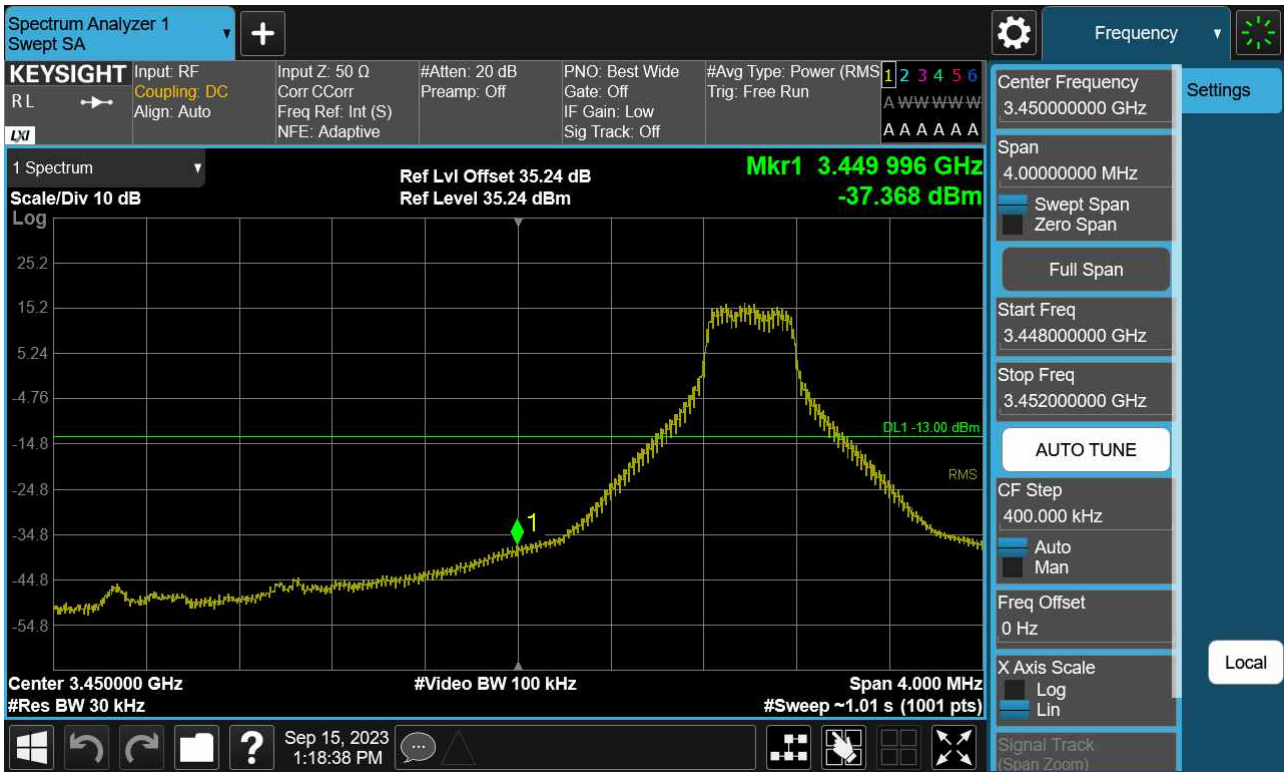 Spectrum Analyzer 1
Swept SA
+
Frequency
KEYSIGHT
RL
LXI
Input: RF
Coupling: DC
Align: Auto
Input Z: 50 Ω
Corr CCorr
Freq Ref: Int (S)
NFE: Adaptive
#Atten: 20 dB
Preamp: Off
PNO: Best Wide
Gate: Off
IF Gain: Low
Sig Track: Off
#Avg Type: Power (RMS
Trig: Free Run
1 2 3 4 5 6
A W W W W W
A A A A A A
1 Spectrum
Scale/Div 10 dB
Log
Ref Lvl Offset 35.24 dB
Ref Level 35.24 dBm
Mkr1 3.449 996 GHz
-37.368 dBm
25.2
15.2
5.24
-4.76
-14.8
-24.8
-34.8
-44.8
-54.8
DL1 -13.00 dBm
RMS
1
Center 3.450000 GHz
#Res BW 30 kHz
#Video BW 100 kHz
Span 4.000 MHz
#Sweep ~1.01 s (1001 pts)
Center Frequency
3.450000000 GHz
Span
4.00000000 MHz
Swept Span
Zero Span
Full Span
Start Freq
3.448000000 GHz
Stop Freq
3.452000000 GHz
AUTO TUNE
CF Step
400.000 kHz
Auto
Man
Freq Offset
0 Hz
X Axis Scale
Log
Lin
Signal Track
(Span Zoom)
Settings
Local
?
Sep 15, 2023
1:18:38 PM